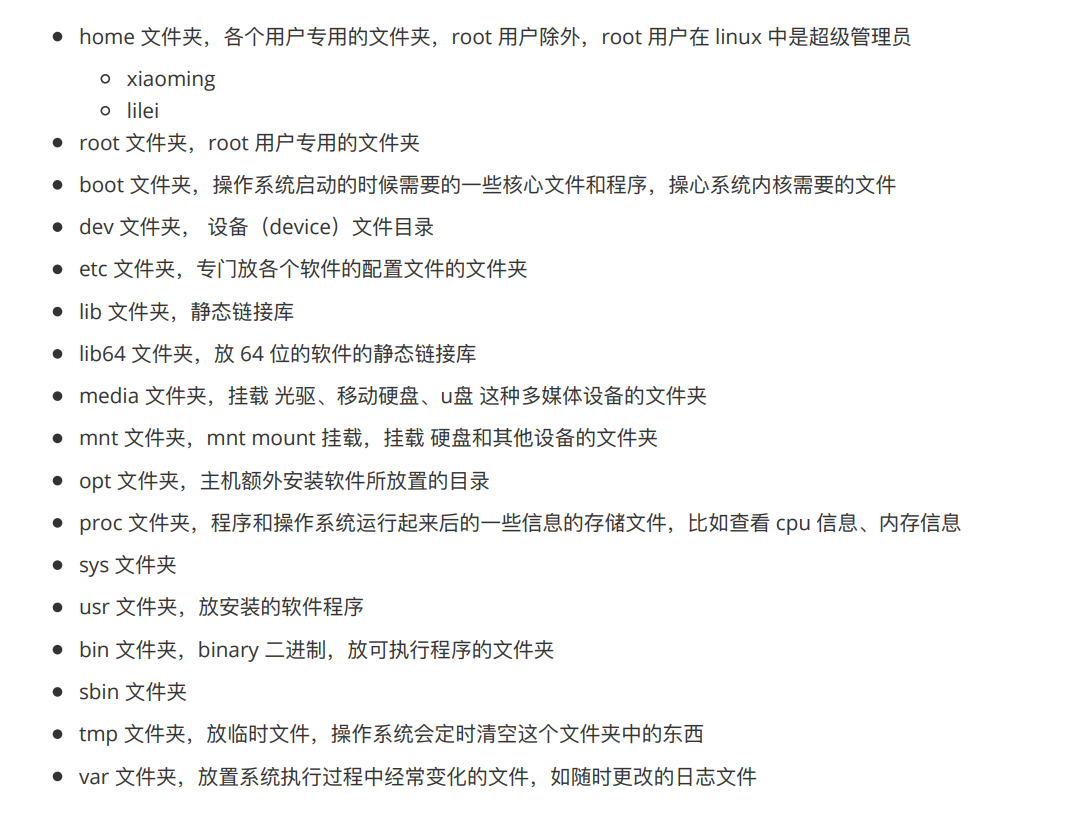 home 文件夹，各个用户专用的文件夹，root 用户除外，root 用户在 linux 中是超级管理员
xiaoming
lilei
root 文件夹，root 用户专用的文件夹
boot 文件夹，操作系统启动的时候需要的一些核心文件和程序，操心系统内核需要的文件
dev 文件夹， 设备（device）文件目录
etc 文件夹，专门放各个软件的配置文件的文件夹
lib 文件夹，静态链接库
lib64 文件夹，放 64 位的软件的静态链接库
media 文件夹，挂载 光驱、移动硬盘、u盘 这种多媒体设备的文件夹
mnt 文件夹，mnt mount 挂载，挂载 硬盘和其他设备的文件夹
opt 文件夹，主机额外安装软件所放置的目录
proc 文件夹，程序和操作系统运行起来后的一些信息的存储文件，比如查看 cpu 信息、内存信息
sys 文件夹
usr 文件夹，放安装的软件程序
bin 文件夹，binary 二进制，放可执行程序的文件夹
sbin 文件夹
tmp 文件夹，放临时文件，操作系统会定时清空这个文件夹中的东西
var 文件夹，放置系统执行过程中经常变化的文件，如随时更改的日志文件